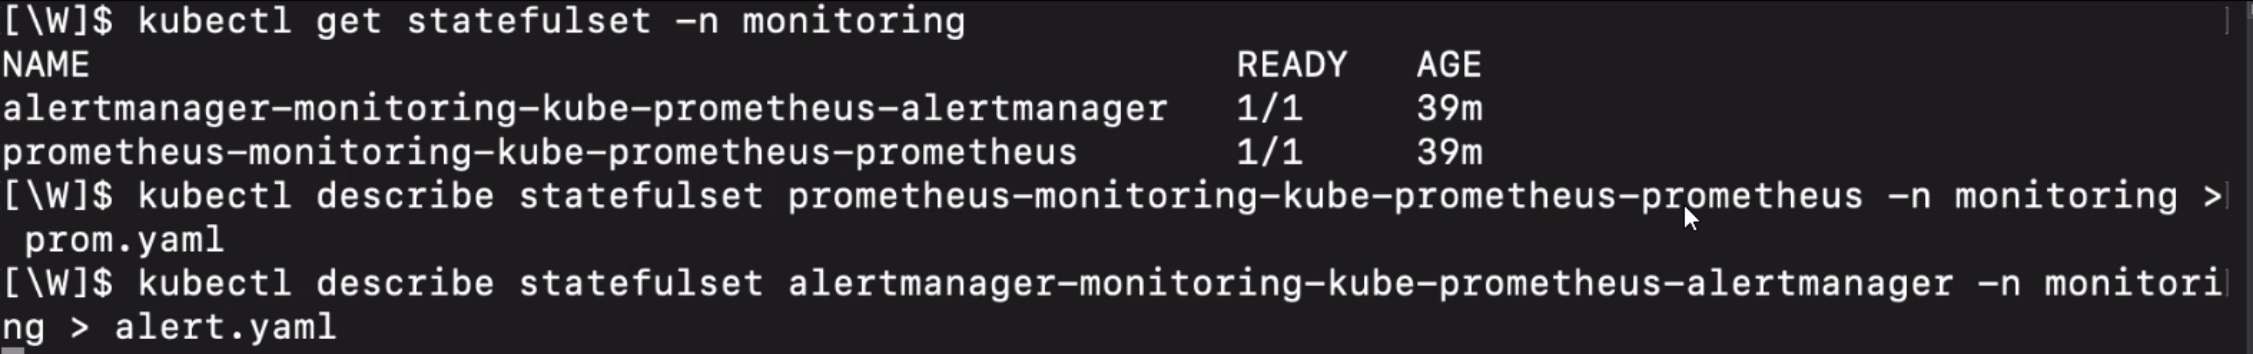 [\W]$ kubectl get statefulset -n monitoring ]
NAME READY AGE
alertmanager-monitoring-kube-prometheus-alertmanager 1/1 39m
prometheus-monitoring-kube-prometheus-prometheus 1/1 39m
[\W]$ kubectl describe statefulset prometheus-monitoring-kube-prometheus-prometheus -n monitoring >]
prom.yaml
[\W]$ kubectl describe statefulset alertmanager-monitoring-kube-prometheus-alertmanager -n monitori]
ng > alert.yaml